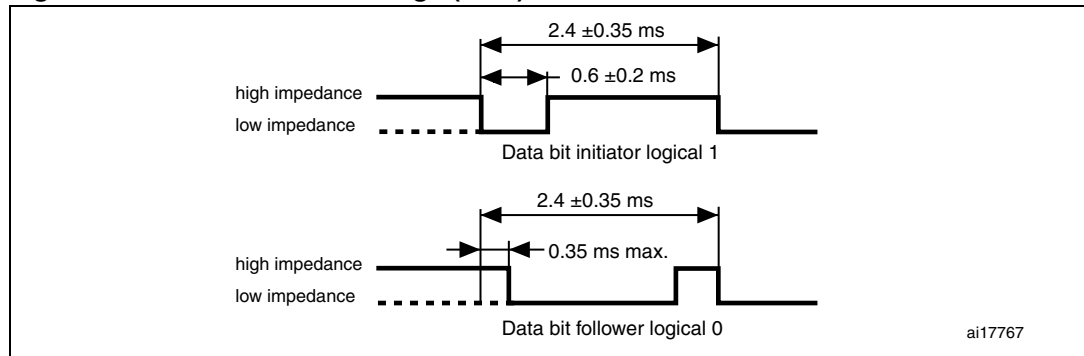 2.4 ±0.35 ms
0.6 ±0.2 ms
high impedance
low impedance
Data bit initiator logical 1
2.4 ±0.35 ms
0.35 ms max.
high impedance
low impedance
Data bit follower logical 0
ai17767